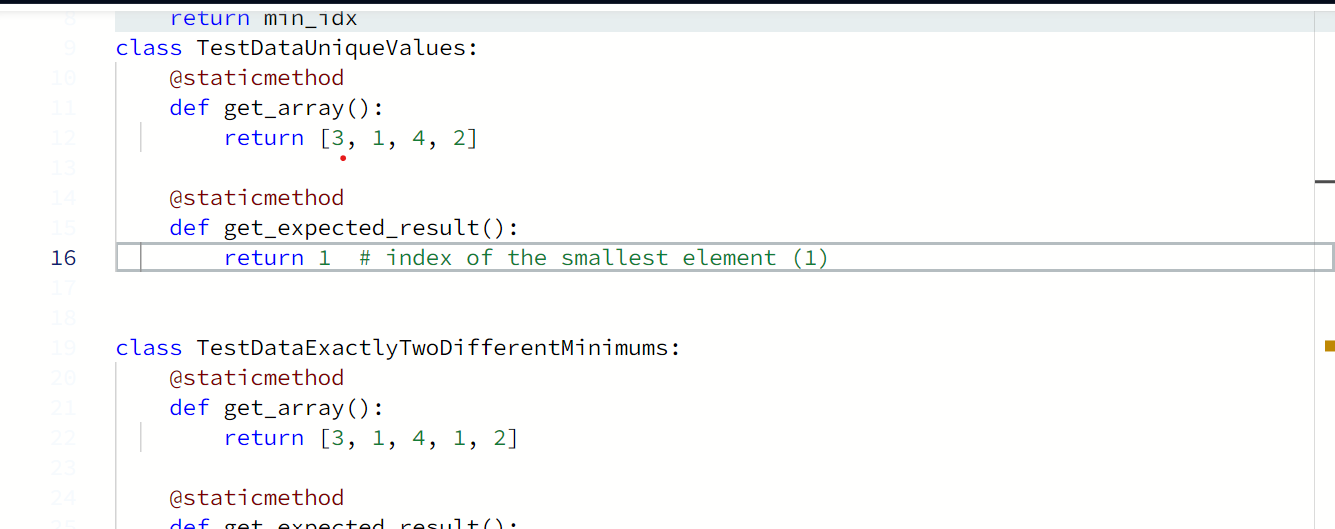 8 return min_idx
9 class TestDataUniqueValues:
10 @staticmethod
11 def get_array():
12 return [3, 1, 4, 2]
13
14 @staticmethod
15 def get_expected_result():
16 return 1  # index of the smallest element (1)
17
18
19 class TestDataExactlyTwoDifferentMinimums:
20 @staticmethod
21 def get_array():
22 return [3, 1, 4, 1, 2]
23
24 @staticmethod
25 def get_expected_result():